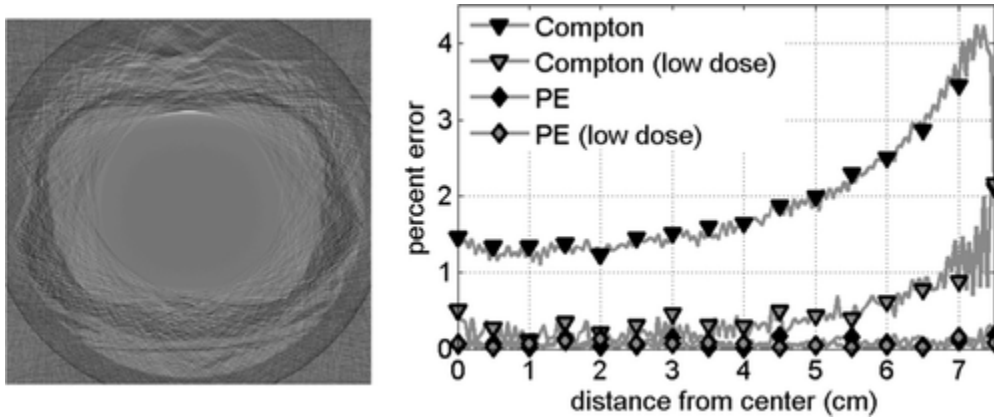 Compton
Compton (low dose)
PE
PE (low dose)
percent error
4
3
2
1
0
0 1 2 3 4 5 6 7
distance from center (cm)